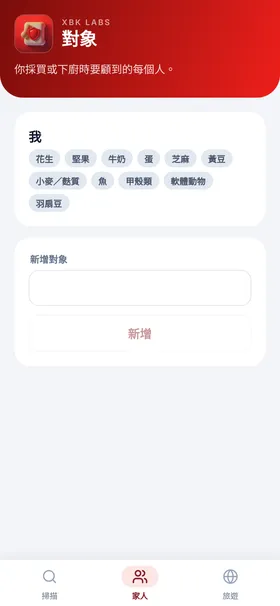 XBK LABS
對象
你採買或下廚時要顧到的每個人。
我
花生 堅果 牛奶 蛋 芝麻 黃豆
小麥／麩質 魚 甲殼類 軟體動物
羽扇豆
新增對象
新增
掃描 家人 旅遊